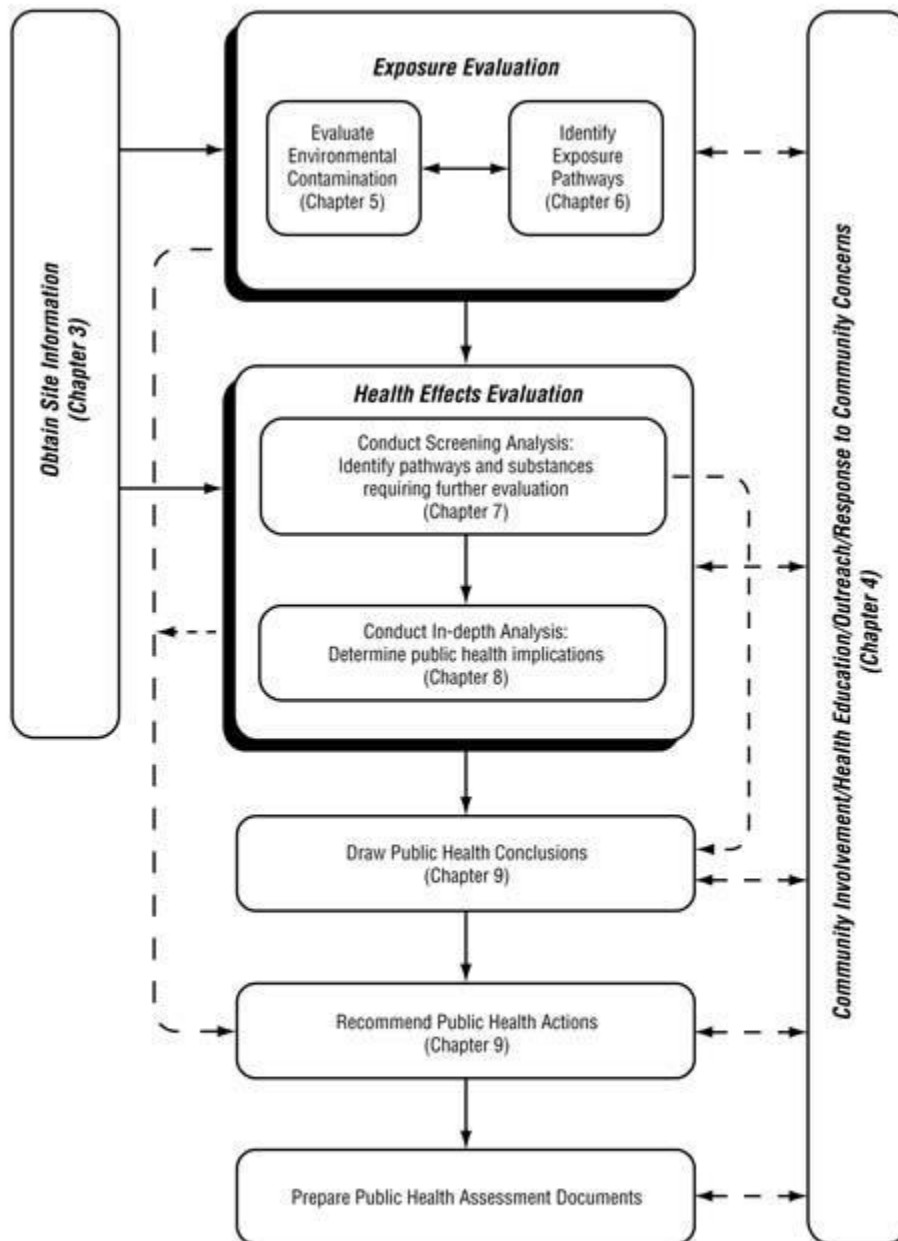 Obtain Site Information
(Chapter 3)
Exposure Evaluation
Evaluate
Environmental
Contamination
(Chapter 5)
Identify
Exposure
Pathways
(Chapter 6)
Health Effects Evaluation
Conduct Screening Analysis:
Identify pathways and substances
requiring further evaluation
(Chapter 7)
Conduct In-depth Analysis:
Determine public health implications
(Chapter 8)
Draw Public Health Conclusions
(Chapter 9)
Recommend Public Health Actions
(Chapter 9)
Prepare Public Health Assessment Documents
Community Involvement/Health Education/Outreach/Response to Community Concerns
(Chapter 4)